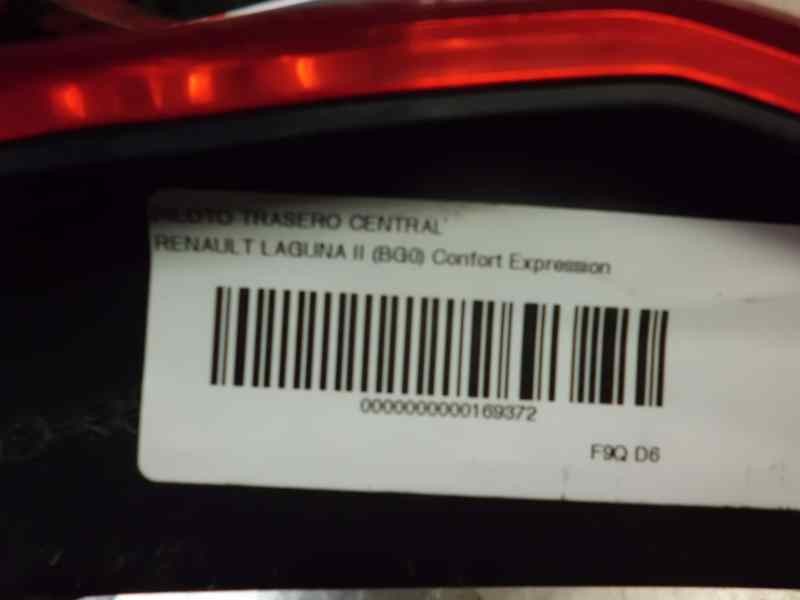 PILOTO TRASERO CENTRAL
RENAULT LAGUNA II (BG0) Confort Expression
0000000000169372
F9Q D6